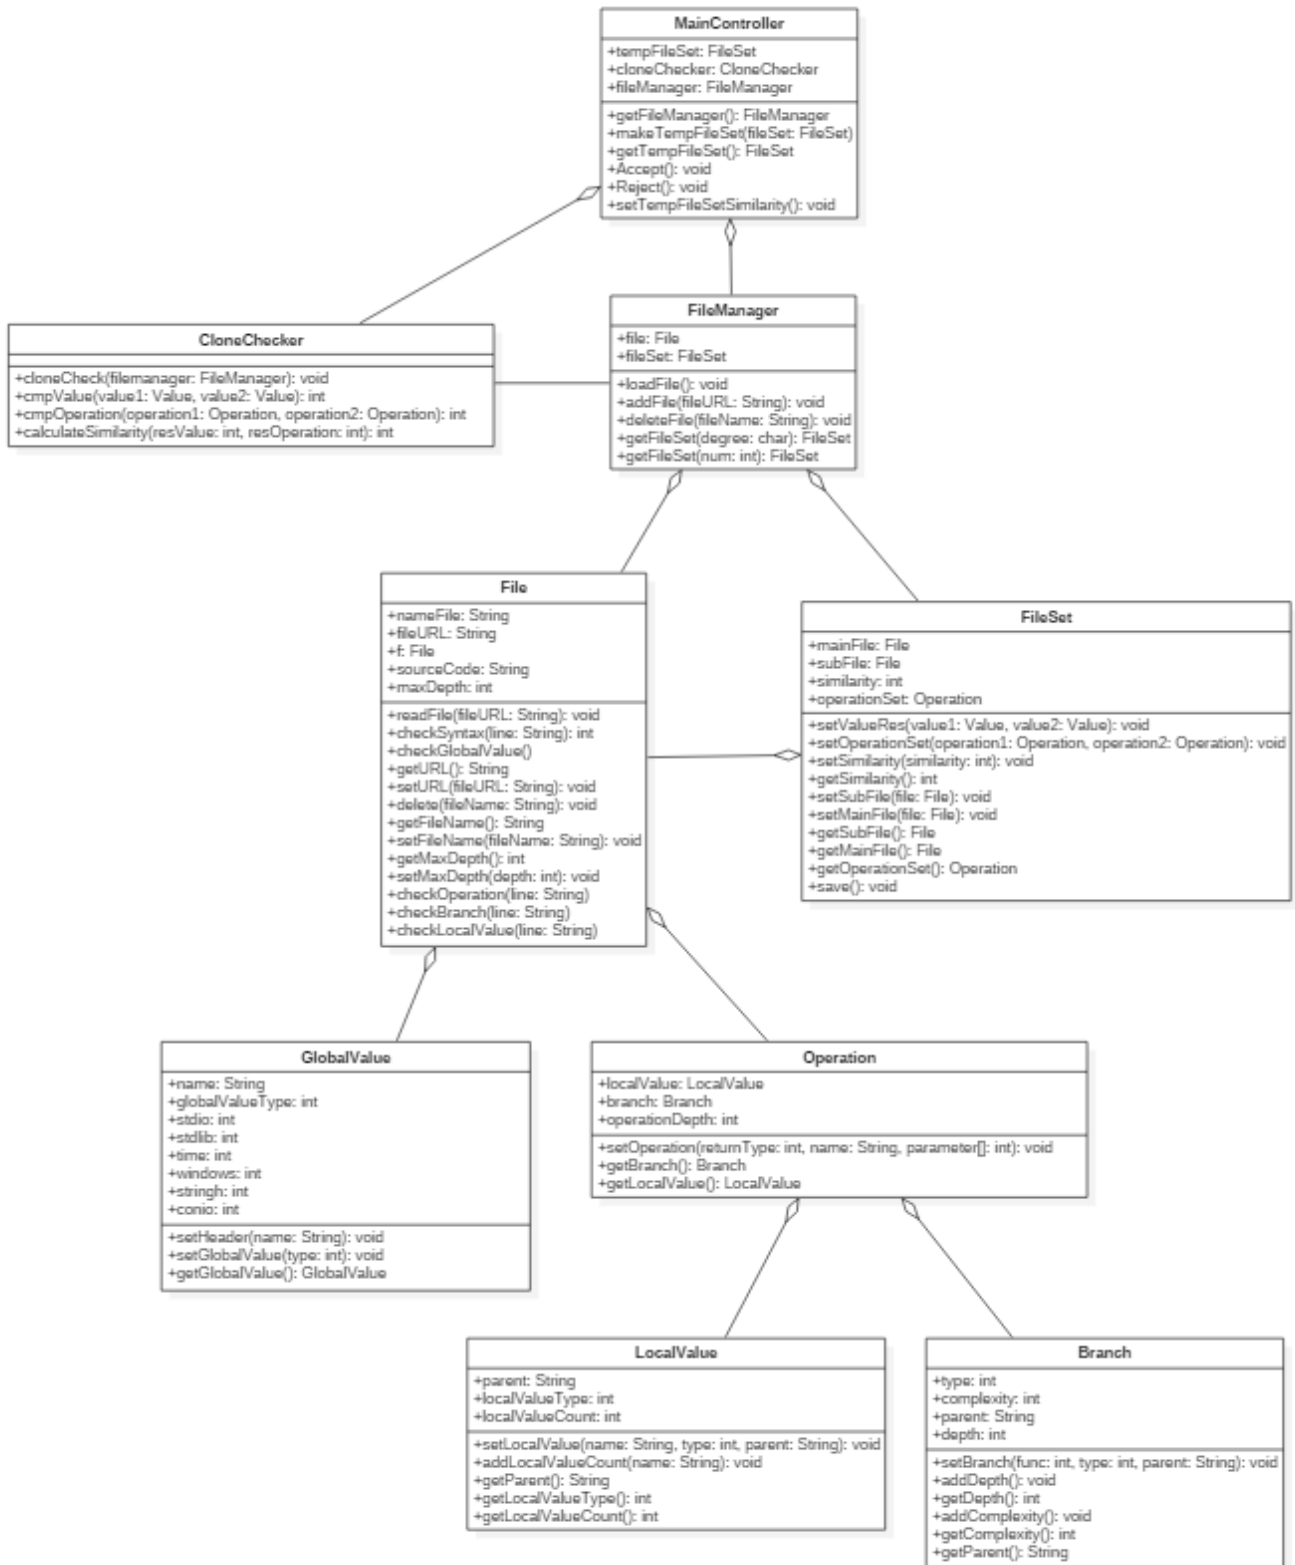 MainController
+tempFileSet: FileSet
+cloneChecker: CloneChecker
+fileManager: FileManager
+getFileManager(): FileManager
+makeTempFileSet(fileSet: FileSet)
+getTempFileSet(): FileSet
+Accept(): void
+Reject(): void
+setTempFileSetSimilarity(): void
CloneChecker
+cloneCheck(filemanager: FileManager): void
+cmpValue(value1: Value, value2: Value): int
+cmpOperation(operation1: Operation, operation2: Operation): int
+calculateSimilarity(resValue: int, resOperation: int): int
FileManager
+file: File
+fileSet: FileSet
+loadFile(): void
+addFile(fileURL: String): void
+deleteFile(fileName: String): void
+getFileSet(degree: char): FileSet
+getFileSet(num: int): FileSet
File
+nameFile: String
+fileURL: String
+f: File
+sourceCode: String
+maxDepth: int
+readFile(fileURL: String): void
+checkSyntax(line: String): int
+checkGlobalValue()
+getURL(): String
+setURL(fileURL: String): void
+delete(fileName: String): void
+getFileName(): String
+setFileName(fileName: String): void
+getMaxDepth(): int
+setMaxDepth(depth: int): void
+checkOperation(line: String)
+checkBranch(line: String)
+checkLocalValue(line: String)
FileSet
+mainFile: File
+subFile: File
+similarity: int
+operationSet: Operation
+setValueRes(value1: Value, value2: Value): void
+setOperationSet(operation1: Operation, operation2: Operation): void
+setSimilarity(similarity: int): void
+getSimilarity(): int
+setSubFile(file: File): void
+setMainFile(file: File): void
+getSubFile(): File
+getMainFile(): File
+getOperationSet(): Operation
+save(): void
GlobalValue
+name: String
+globalValueType: int
+stdio: int
+stdlib: int
+time: int
+windows: int
+stringh: int
+conio: int
+setHeader(name: String): void
+setGlobalValue(type: int): void
+getGlobalValue(): GlobalValue
Operation
+localValue: LocalValue
+branch: Branch
+operationDepth: int
+setOperation(returnType: int, name: String, parameter[]: int): void
+getBranch(): Branch
+getLocalValue(): LocalValue
LocalValue
+parent: String
+localValueType: int
+localValueCount: int
+setLocalValue(name: String, type: int, parent: String): void
+addLocalValueCount(name: String): void
+getParent(): String
+getLocalValueType(): int
+getLocalValueCount(): int
Branch
+type: int
+complexity: int
+parent: String
+depth: int
+setBranch(func: int, type: int, parent: String): void
+addDepth(): void
+getDepth(): int
+addComplexity(): void
+getComplexity(): int
+getParent(): String